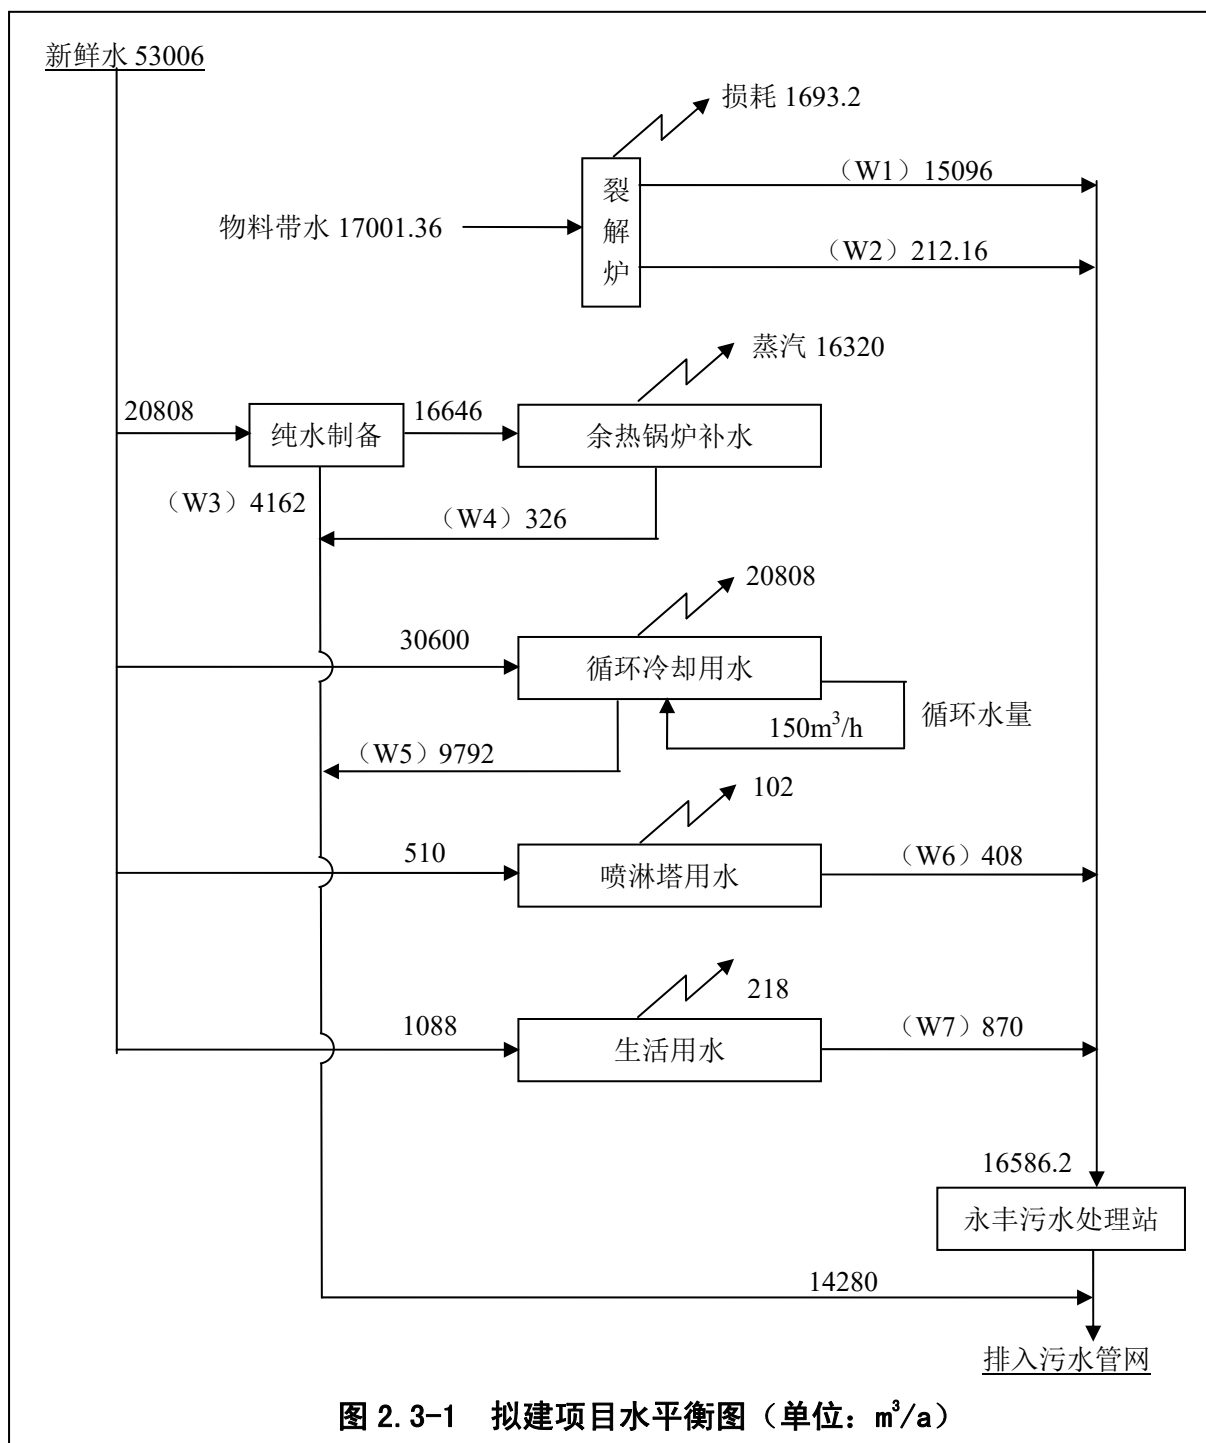 新鲜水 53006
损耗 1693.2
（W1）15096
裂解炉
物料带水 17001.36
（W2）212.16
蒸汽 16320
20808
纯水制备
16646
余热锅炉补水
（W3）4162
（W4）326
20808
30600
循环冷却用水
150m³/h
循环水量
（W5）9792
102
510
喷淋塔用水
（W6）408
218
1088
生活用水
（W7）870
16586.2
永丰污水处理站
14280
排入污水管网
图 2.3-1 拟建项目水平衡图（单位：m³/a）